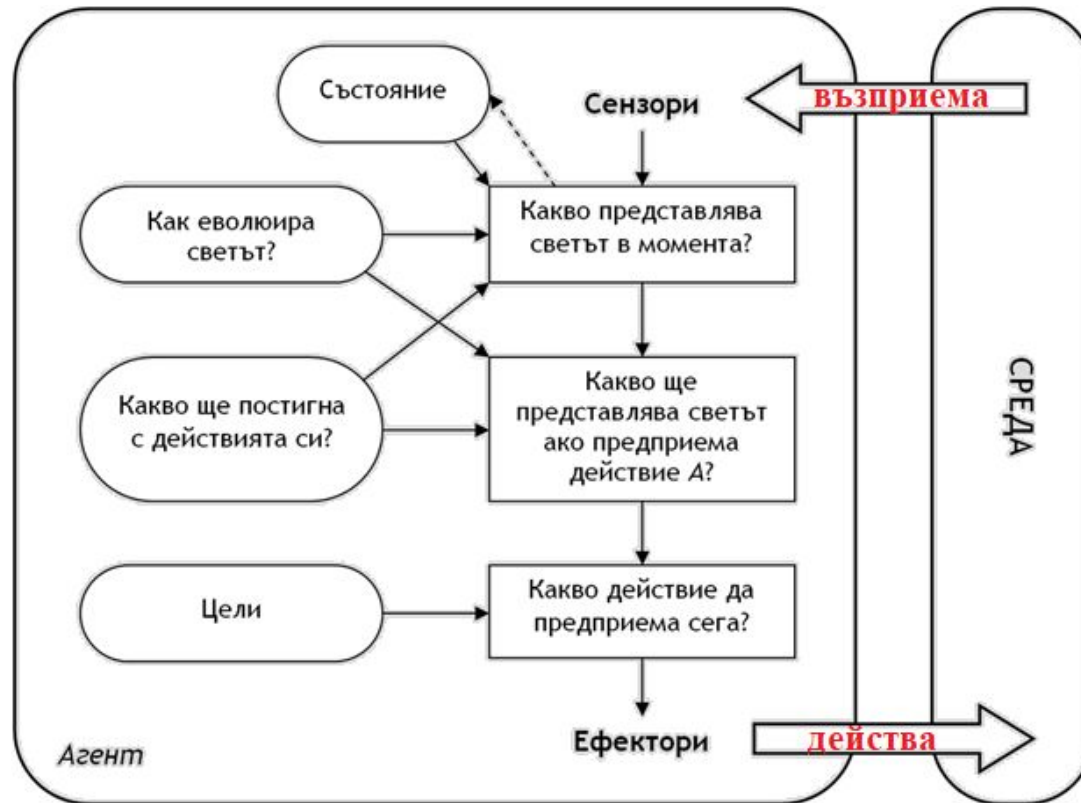 Състояние
Сензори
възприема
Как еволюира
светът?
Какво представлява
светът в момента?
Какво ще постигна
с действията си?
Какво ще
представлява светът
ако предприема
действие А?
СРЕДА
Цели
Какво действие да
предприема сега?
Ефектори
действа
Агент